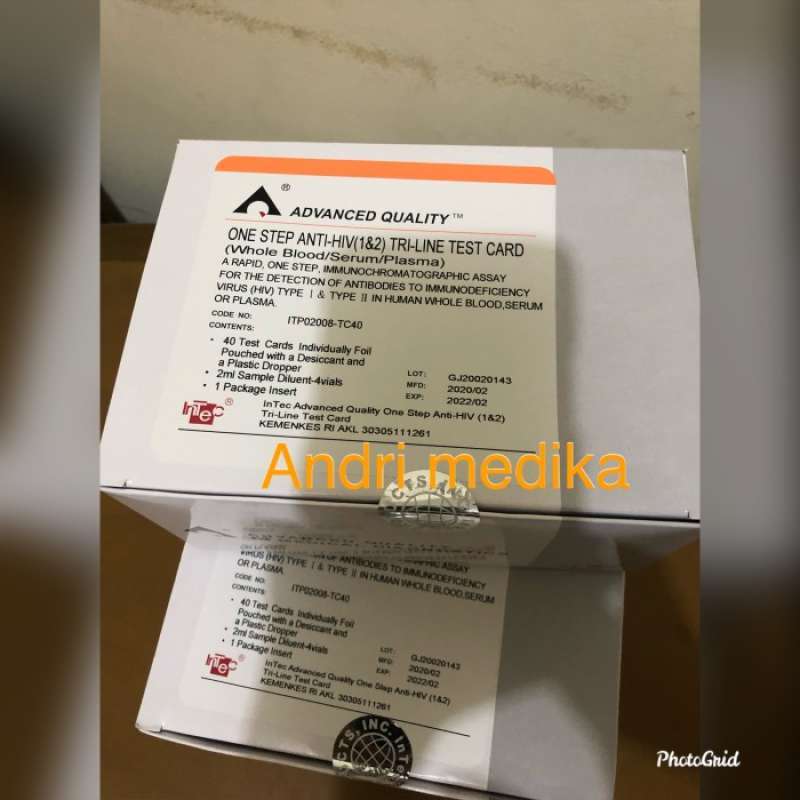 ®
ADVANCED QUALITY™
ONE STEP ANTI-HIV(1&2) TRI-LINE TEST CARD
(Whole Blood/Serum/Plasma)
A RAPID, ONE STEP, IMMUNOCHROMATOGRAPHIC ASSAY
FOR THE DETECTION OF ANTIBODIES TO IMMUNODEFICIENCY
VIRUS (HIV) TYPE Ⅰ & TYPE Ⅱ IN HUMAN WHOLE BLOOD,SERUM
OR PLASMA.
CODE NO: ITP02008-TC40
CONTENTS:
• 40 Test Cards Individually Foil
Pouched with a Desiccant and
a Plastic Dropper
• 2ml Sample Diluent-4vials
• 1 Package Insert
LOT: GJ20020143
MFD: 2020/02
EXP: 2022/02
InTec®
InTec Advanced Quality One Step Anti-HIV (1&2)
Tri-Line Test Card
KEMENKES RI AKL 30305111261
Andri medika
VIRUS (HIV) TYPE Ⅰ & TYPE Ⅱ IN HUMAN WHOLE BLOOD,SERUM
OR PLASMA.
CODE NO: ITP02008-TC40
CONTENTS:
• 40 Test Cards Individually Foil
Pouched with a Desiccant and
a Plastic Dropper
• 2ml Sample Diluent-4vials
• 1 Package Insert
LOT: GJ20020143
MFD: 2020/02
EXP: 2022/02
InTec®
InTec Advanced Quality One Step Anti-HIV (1&2)
Tri-Line Test Card
KEMENKES RI AKL 30305111261
CTS, INC. InT
PhotoGrid